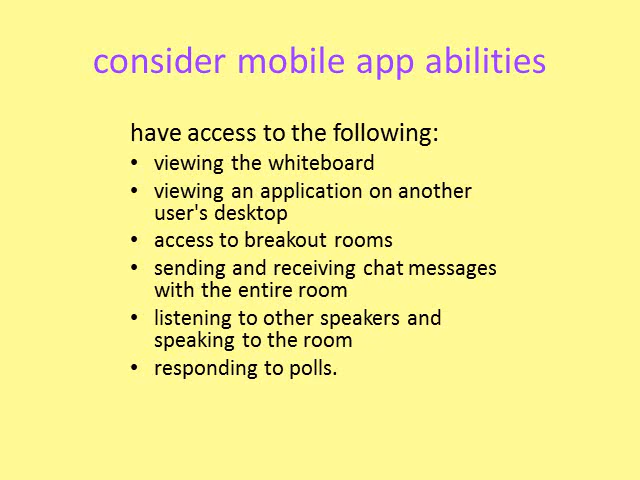 consider mobile app abilities
have access to the following:
• viewing the whiteboard
• viewing an application on another
user's desktop
• access to breakout rooms
• sending and receiving chat messages
with the entire room
• listening to other speakers and
speaking to the room
• responding to polls.